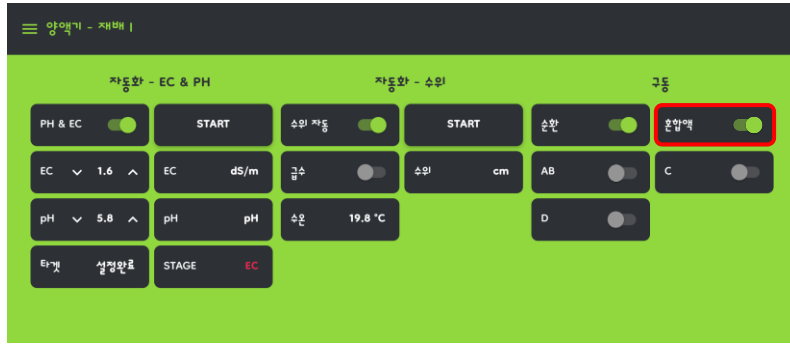 양액기 - 재배 |
자동화 - EC & PH
자동화 - 수위
구동
PH & EC
START
수위 자동
START
순환
혼합액
EC 1.6
EC dS/m
급수
수위 cm
AB
C
pH 5.8
pH pH
수온 19.8 °C
D
타겟 설정완료
STAGE EC